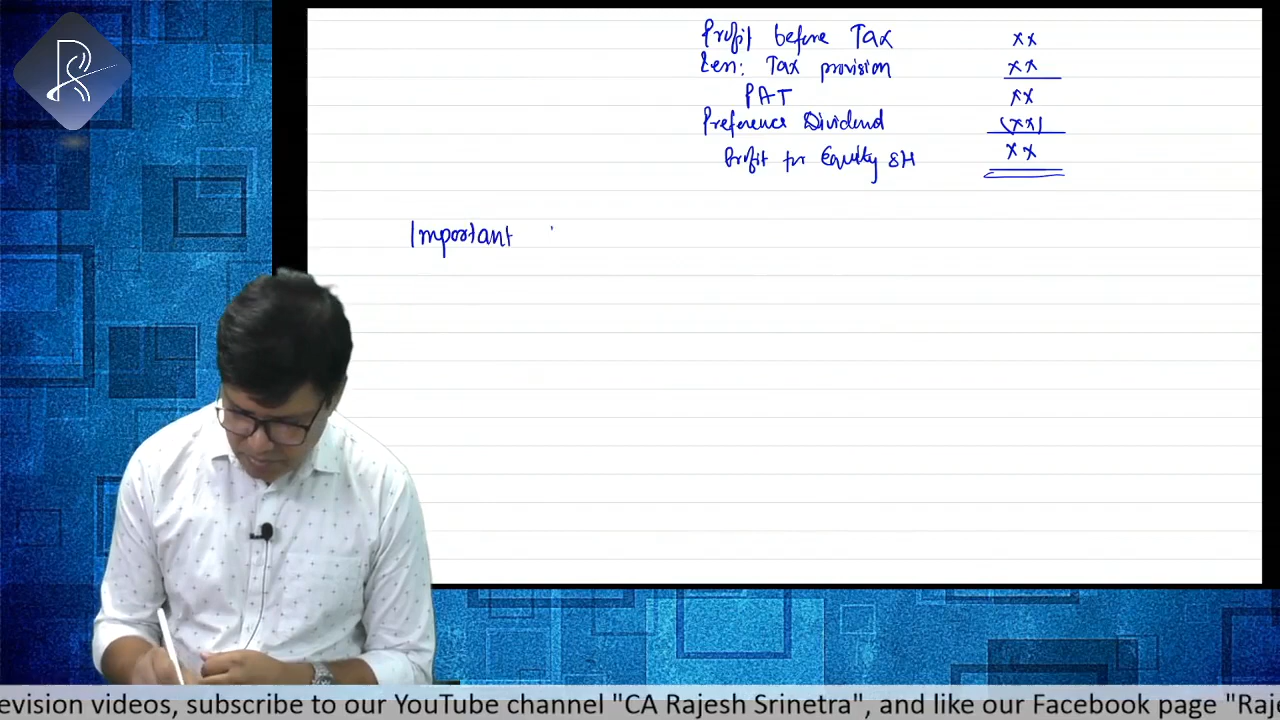 Profit before Tax xx
Less: Tax provision xx
PAT xx
Preference Dividend (xx)
Profit for Equity SH xx
Important
evision videos, subscribe to our YouTube channel "CA Rajesh Srinetra", and like our Facebook page "Raje